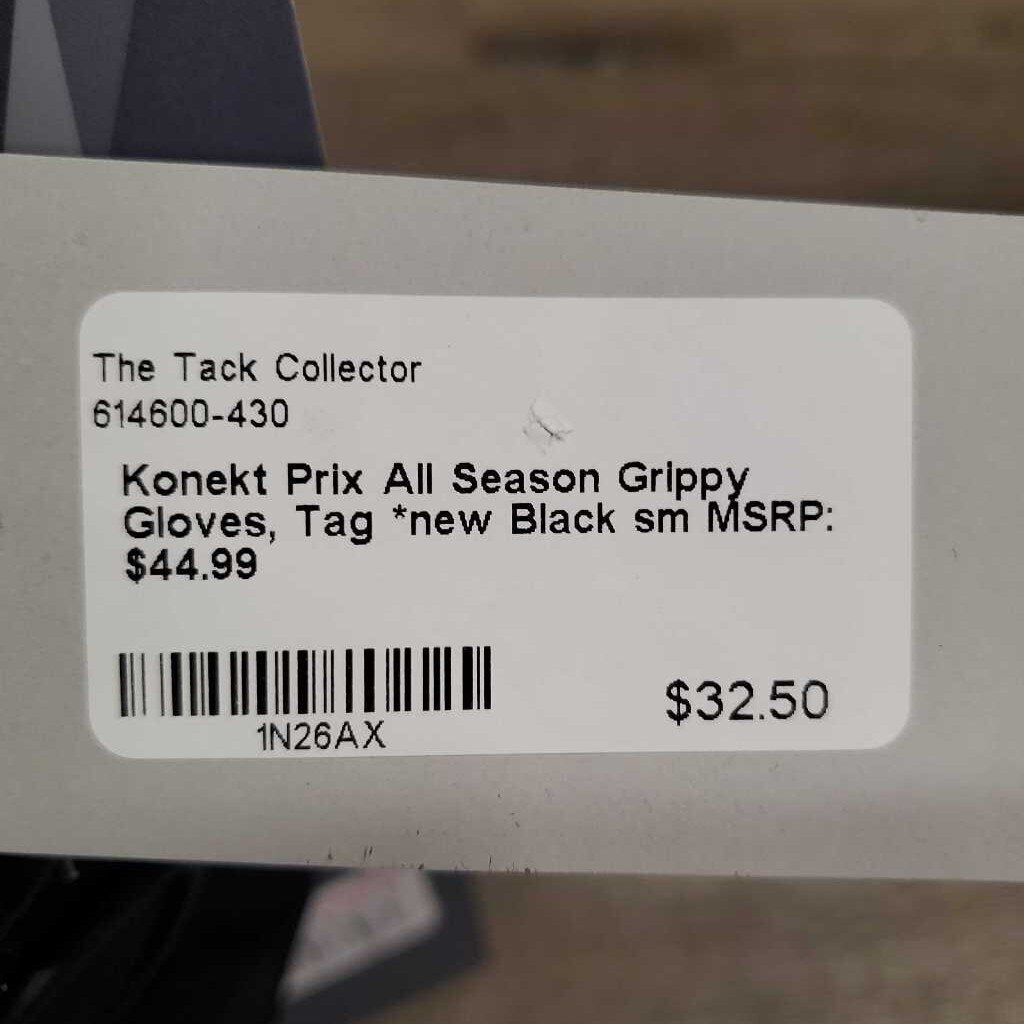 The Tack Collector
614600-430
Konekt Prix All Season Grippy
Gloves, Tag *new Black sm MSRP:
$44.99
1N26AX
$32.50